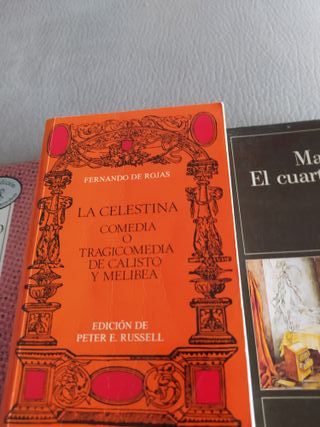 FERNANDO DE ROJAS
LA CELESTINA
COMEDIA
O
TRAGICOMEDIA
DE CALISTO
Y MELIBEA
EDICIÓN DE
PETER E. RUSSELL
Ma
El cuart